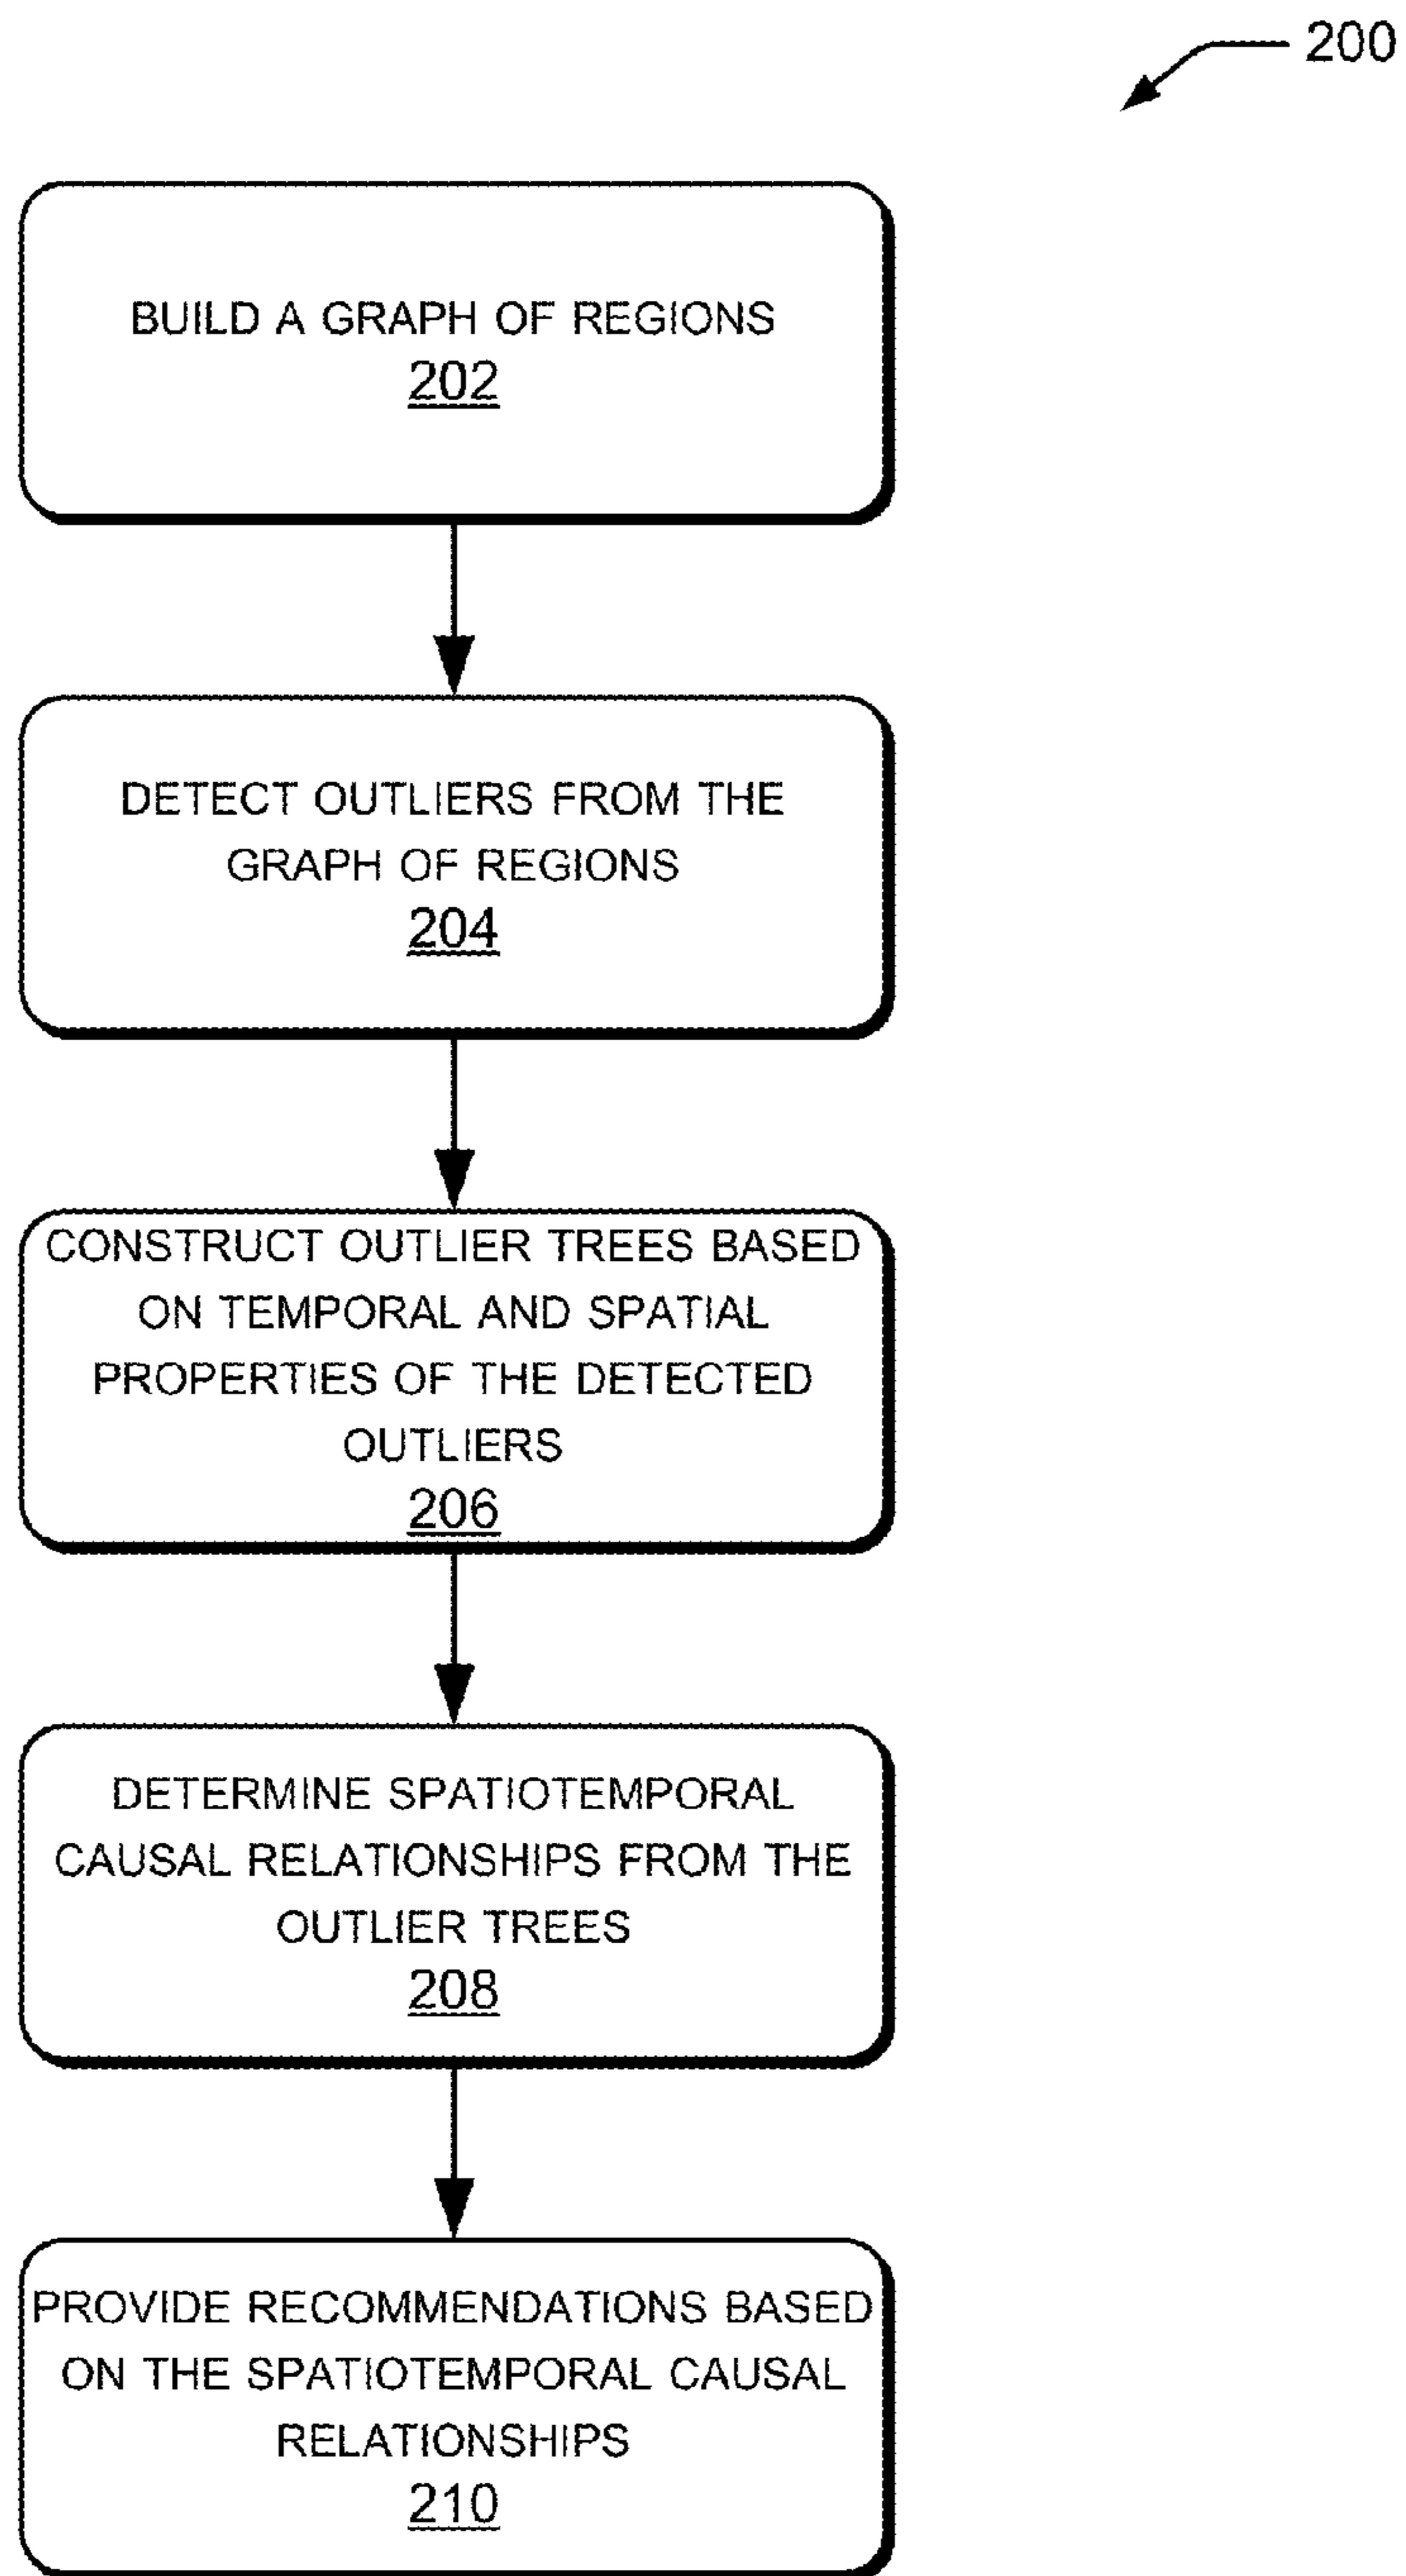 200
BUILD A GRAPH OF REGIONS
202
DETECT OUTLIERS FROM THE
GRAPH OF REGIONS
204
CONSTRUCT OUTLIER TREES BASED
ON TEMPORAL AND SPATIAL
PROPERTIES OF THE DETECTED
OUTLIERS
206
DETERMINE SPATIOTEMPORAL
CAUSAL RELATIONSHIPS FROM THE
OUTLIER TREES
208
PROVIDE RECOMMENDATIONS BASED
ON THE SPATIOTEMPORAL CAUSAL
RELATIONSHIPS
210